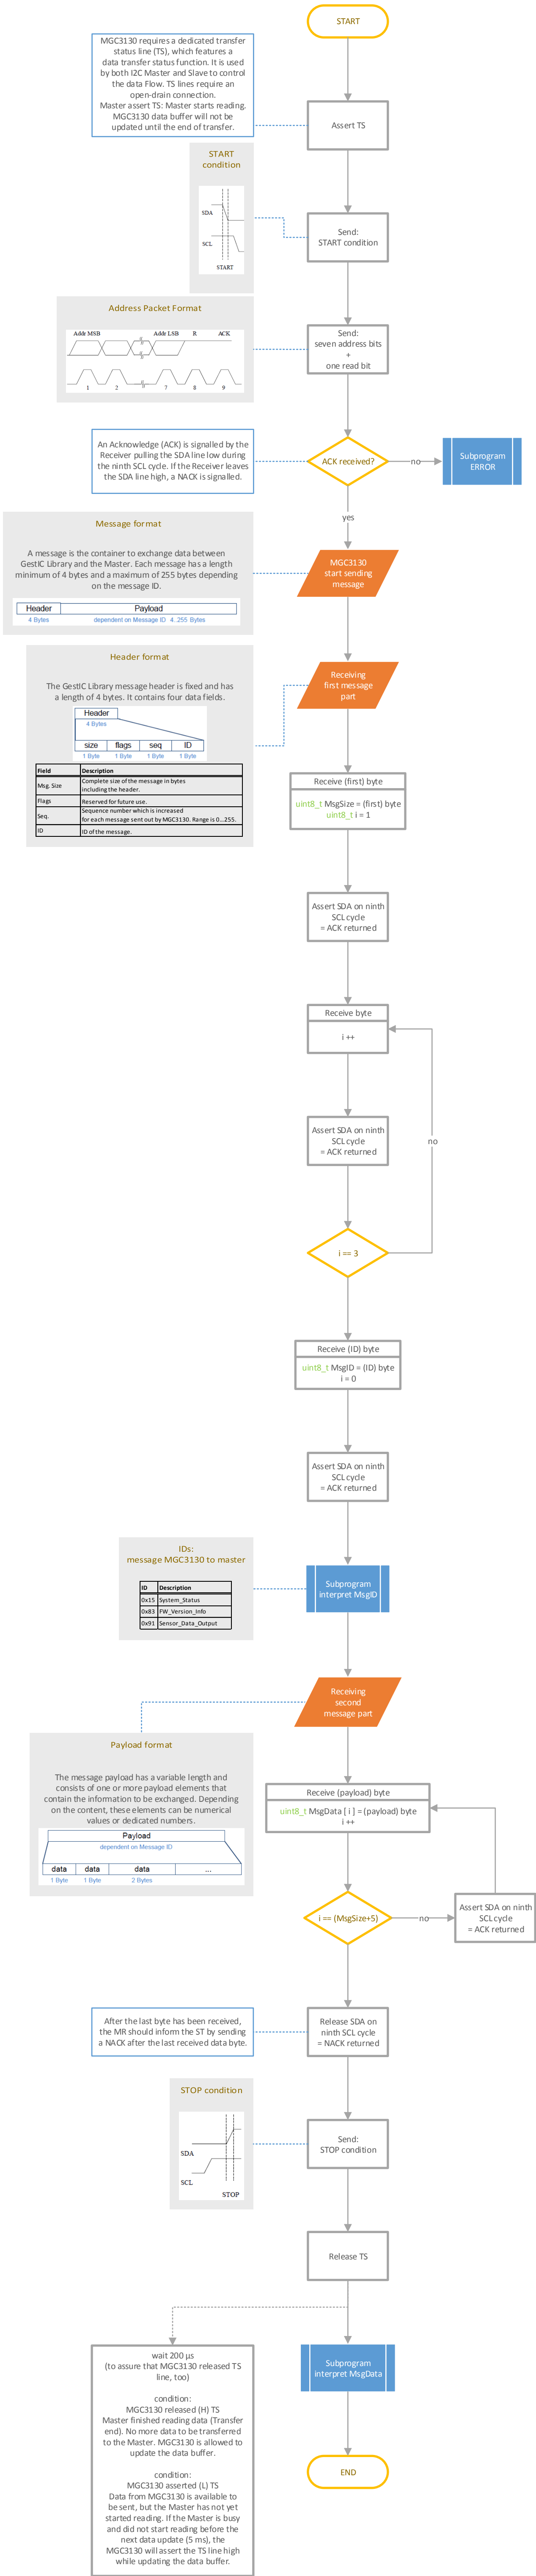 START
MGC3130 requires a dedicated transfer
status line (TS), which features a
data transfer status function. It is used
by both I2C Master and Slave to control
the data Flow. TS lines require an
open-drain connection.
Master assert TS: Master starts reading.
MGC3130 data buffer will not be
updated until the end of transfer.
Assert TS
START
condition
SDA
SCL
START
Send:
START condition
Address Packet Format
Addr MSB Addr LSB R ACK
1 2 7 8 9
Send:
seven address bits
+
one read bit
An Acknowledge (ACK) is signalled by the
Receiver pulling the SDA line low during
the ninth SCL cycle. If the Receiver leaves
the SDA line high, a NACK is signalled.
ACK received?
no
Subprogram
ERROR
yes
Message format
A message is the container to exchange data between
GestIC Library and the Master. Each message has a length
minimum of 4 bytes and a maximum of 255 bytes depending
on the message ID.
Header Payload
4 Bytes dependent on Message ID 4..255 Bytes
MGC3130
start sending
message
Header format
The GestIC Library message header is fixed and has
a length of 4 bytes. It contains four data fields.
Header
4 Bytes
size flags seq ID
1 Byte 1 Byte 1 Byte 1 Byte
Field Description
Msg. Size Complete size of the message in bytes
including the header.
Flags Reserved for future use.
Seq. Sequence number which is increased
for each message sent out by MGC3130. Range is 0...255.
ID ID of the message.
Receiving
first message
part
Receive (first) byte
uint8_t MsgSize = (first) byte
uint8_t i = 1
Assert SDA on ninth
SCL cycle
= ACK returned
Receive byte
i ++
Assert SDA on ninth
SCL cycle
= ACK returned
no
i == 3
Receive (ID) byte
uint8_t MsgID = (ID) byte
i = 0
Assert SDA on ninth
SCL cycle
= ACK returned
IDs:
message MGC3130 to master
ID Description
0x15 System_Status
0x83 FW_Version_Info
0x91 Sensor_Data_Output
Subprogram
interpret MsgID
Receiving
second
message part
Payload format
The message payload has a variable length and
consists of one or more payload elements that
contain the information to be exchanged. Depending
on the content, these elements can be numerical
values or dedicated numbers.
Payload
dependent on Message ID
data data data ...
1 Byte 1 Byte 2 Bytes
Receive (payload) byte
uint8_t MsgData [ i ] = (payload) byte
i ++
i == (MsgSize+5)
no
Assert SDA on ninth
SCL cycle
= ACK returned
After the last byte has been received,
the MR should inform the ST by sending
a NACK after the last received data byte.
Release SDA on
ninth SCL cycle
= NACK returned
STOP condition
SDA
SCL
STOP
Send:
STOP condition
Release TS
wait 200 µs
(to assure that MGC3130 released TS
line, too)
condition:
MGC3130 released (H) TS
Master finished reading data (Transfer
end). No more data to be transferred
to the Master. MGC3130 is allowed to
update the data buffer.
condition:
MGC3130 asserted (L) TS
Data from MGC3130 is available to
be sent, but the Master has not yet
started reading. If the Master is busy
and did not start reading before the
next data update (5 ms), the
MGC3130 will assert the TS line high
while updating the data buffer.
Subprogram
interpret MsgData
END